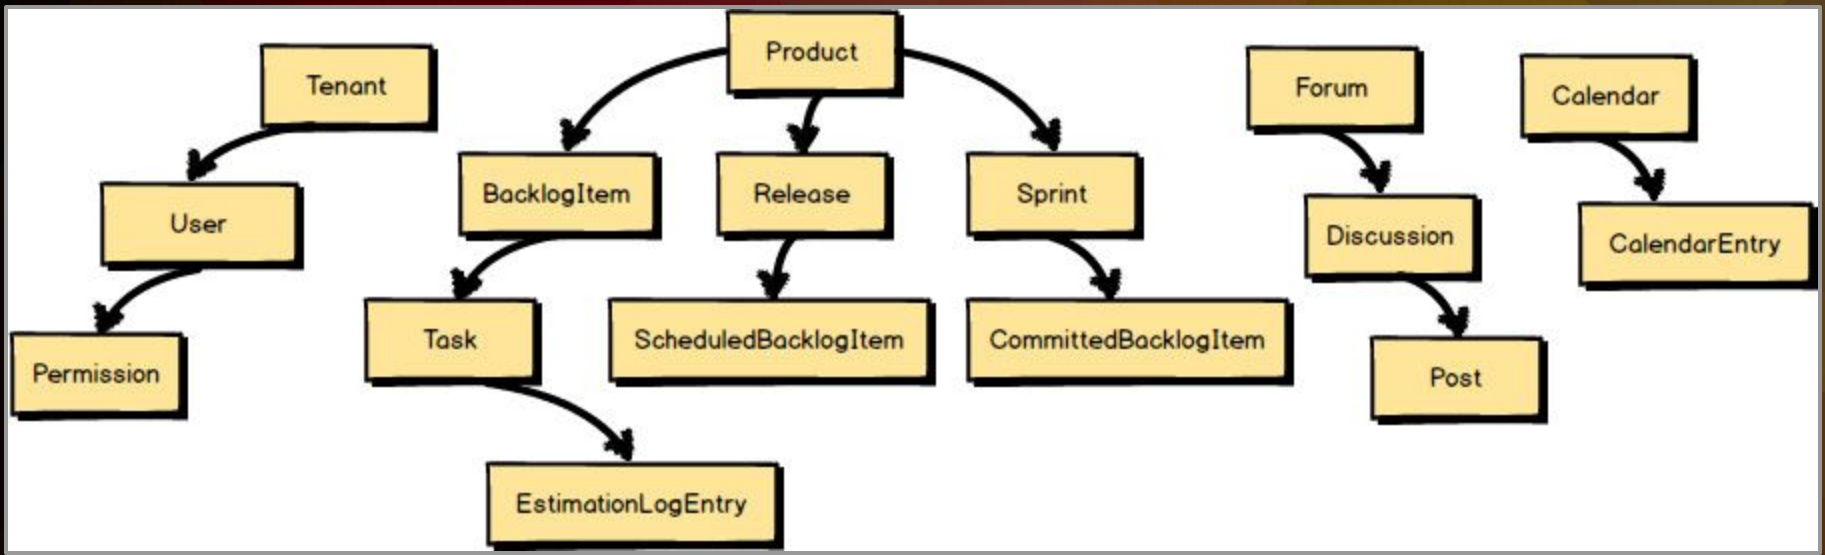 Product
Tenant
Forum
Calendar
User
BacklogItem
Release
Sprint
Discussion
CalendarEntry
Permission
Task
ScheduledBacklogItem
CommittedBacklogItem
Post
EstimationLogEntry